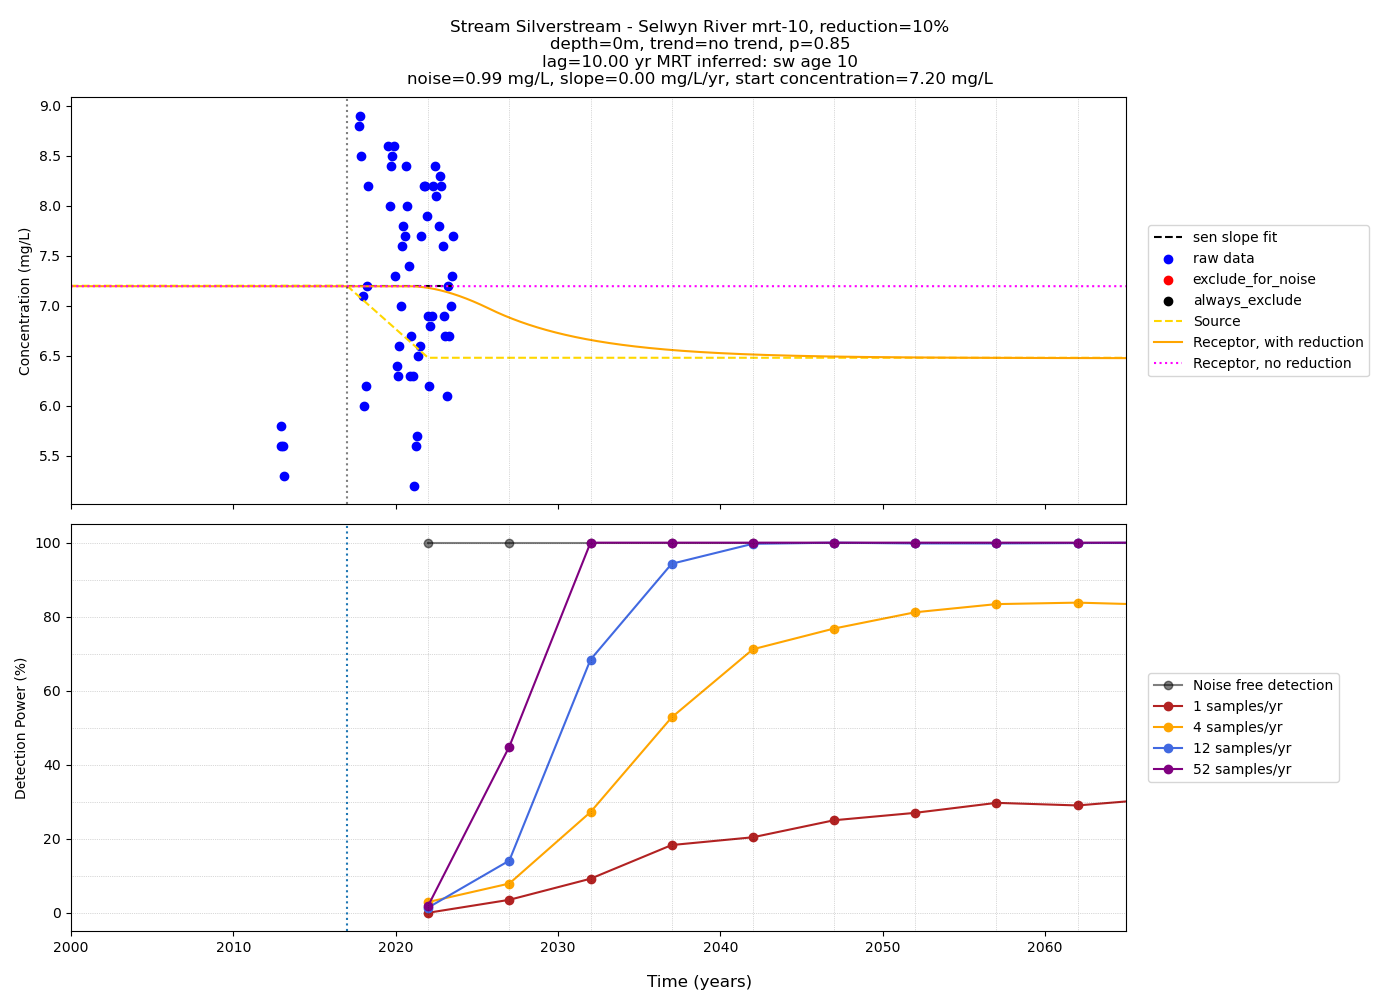 Stream Silverstream - Selwyn River mrt-10, reduction=10%
depth=0m, trend=no trend, p=0.85
lag=10.00 yr MRT inferred: sw age 10
noise=0.99 mg/L, slope=0.00 mg/L/yr, start concentration=7.20 mg/L
Concentration (mg/L)
9.0
8.5
8.0
7.5
7.0
6.5
6.0
5.5
sen slope fit
raw data
exclude_for_noise
always_exclude
Source
Receptor, with reduction
Receptor, no reduction
Detection Power (%)
100
80
60
40
20
0
Noise free detection
1 samples/yr
4 samples/yr
12 samples/yr
52 samples/yr
2000 2010 2020 2030 2040 2050 2060
Time (years)